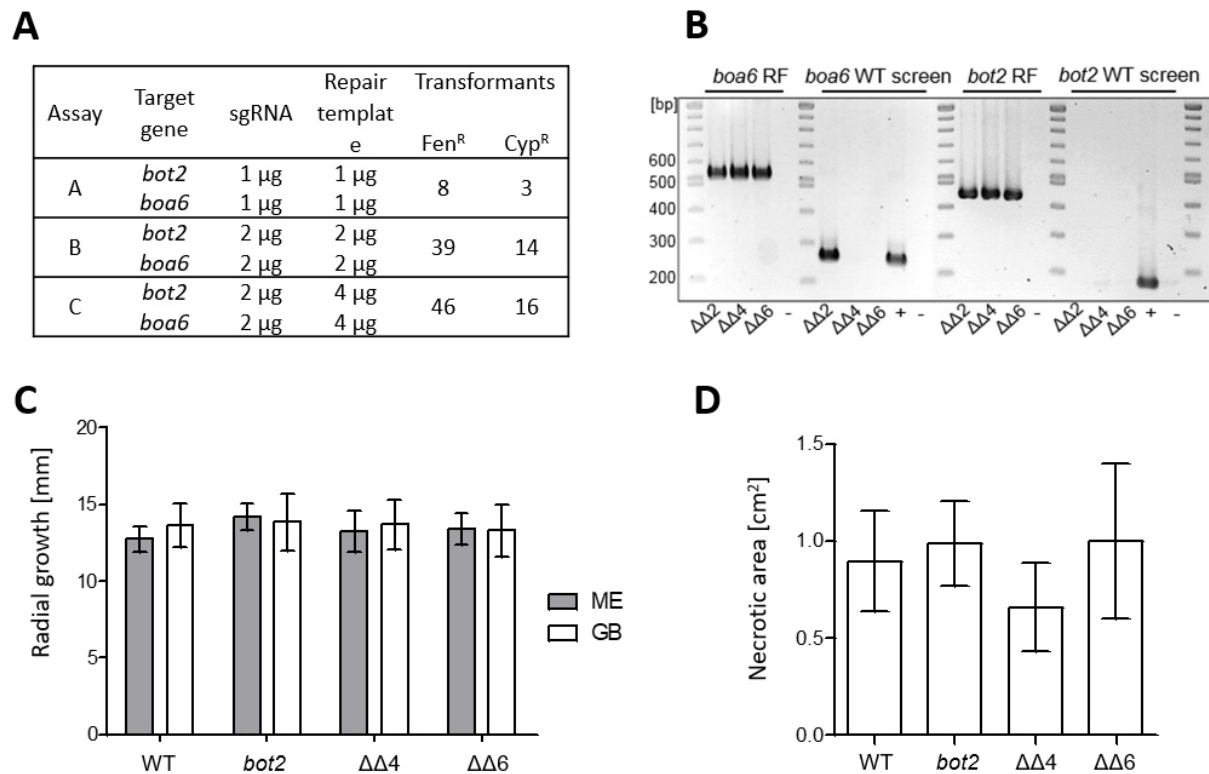 A
Assay Target gene sgRNA Repair templat e Transformants
Fenᴿ Cypᴿ
A bot2 1 µg 1 µg 8 3
boa6 1 µg 1 µg
B bot2 2 µg 2 µg 39 14
boa6 2 µg 2 µg
C bot2 2 µg 4 µg 46 16
boa6 2 µg 4 µg
B
boa6 RF boa6 WT screen bot2 RF bot2 WT screen
[bp]
600
500
400
300
200
ΔΔ2 ΔΔ4 ΔΔ6 - ΔΔ2 ΔΔ4 ΔΔ6 + - ΔΔ2 ΔΔ4 ΔΔ6 - ΔΔ2 ΔΔ4 ΔΔ6 + -
C
Radial growth [mm]
20
15
10
5
0
WT bot2 ΔΔ4 ΔΔ6
ME
GB
D
Necrotic area [cm²]
1.5
1.0
0.5
0.0
WT bot2 ΔΔ4 ΔΔ6